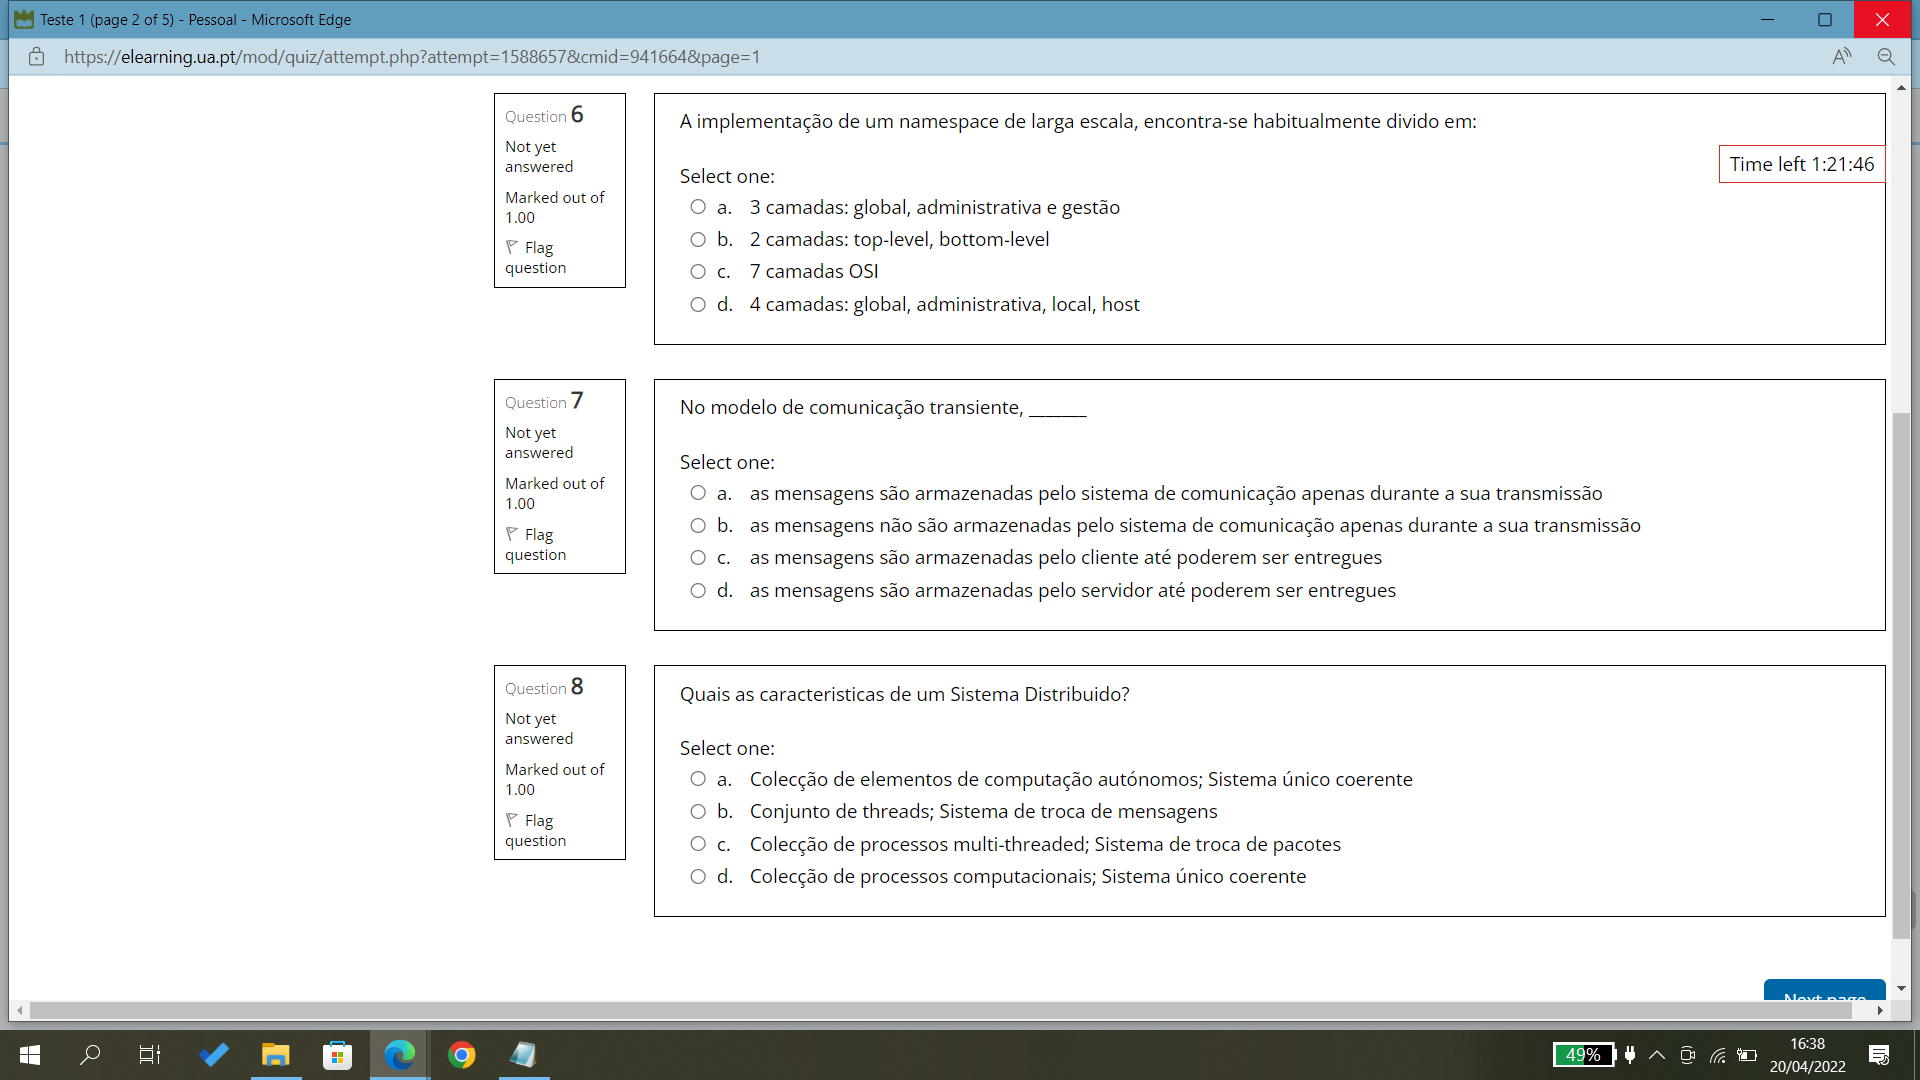 Teste 1 (page 2 of 5) - Pessoal - Microsoft Edge
https://elearning.ua.pt/mod/quiz/attempt.php?attempt=1588657&cmid=941664&page=1
Question 6
Not yet
answered
Marked out of
1.00
Flag
question
A implementação de um namespace de larga escala, encontra-se habitualmente divido em:
Time left 1:21:46
Select one:
a. 3 camadas: global, administrativa e gestão
b. 2 camadas: top-level, bottom-level
c. 7 camadas OSI
d. 4 camadas: global, administrativa, local, host
Question 7
Not yet
answered
Marked out of
1.00
Flag
question
No modelo de comunicação transiente, _______
Select one:
a. as mensagens são armazenadas pelo sistema de comunicação apenas durante a sua transmissão
b. as mensagens não são armazenadas pelo sistema de comunicação apenas durante a sua transmissão
c. as mensagens são armazenadas pelo cliente até poderem ser entregues
d. as mensagens são armazenadas pelo servidor até poderem ser entregues
Question 8
Not yet
answered
Marked out of
1.00
Flag
question
Quais as caracteristicas de um Sistema Distribuido?
Select one:
a. Colecção de elementos de computação autónomos; Sistema único coerente
b. Conjunto de threads; Sistema de troca de mensagens
c. Colecção de processos multi-threaded; Sistema de troca de pacotes
d. Colecção de processos computacionais; Sistema único coerente
Next page
49%
16:38
20/04/2022